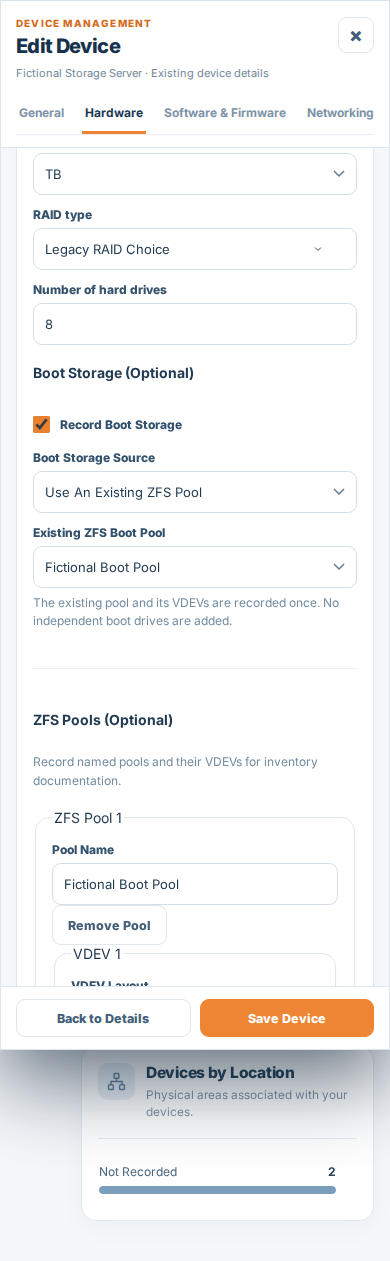 DEVICE MANAGEMENT
Edit Device
Fictional Storage Server · Existing device details
General Hardware Software & Firmware Networking
TB
RAID type
Legacy RAID Choice
Number of hard drives
8
Boot Storage (Optional)
Record Boot Storage
Boot Storage Source
Use An Existing ZFS Pool
Existing ZFS Boot Pool
Fictional Boot Pool
The existing pool and its VDEVs are recorded once. No
independent boot drives are added.
ZFS Pools (Optional)
Record named pools and their VDEVs for inventory
documentation.
ZFS Pool 1
Pool Name
Fictional Boot Pool
Remove Pool
VDEV 1
VDEV Layout
Back to Details Save Device
Devices by Location
Physical areas associated with your
devices.
Not Recorded 2